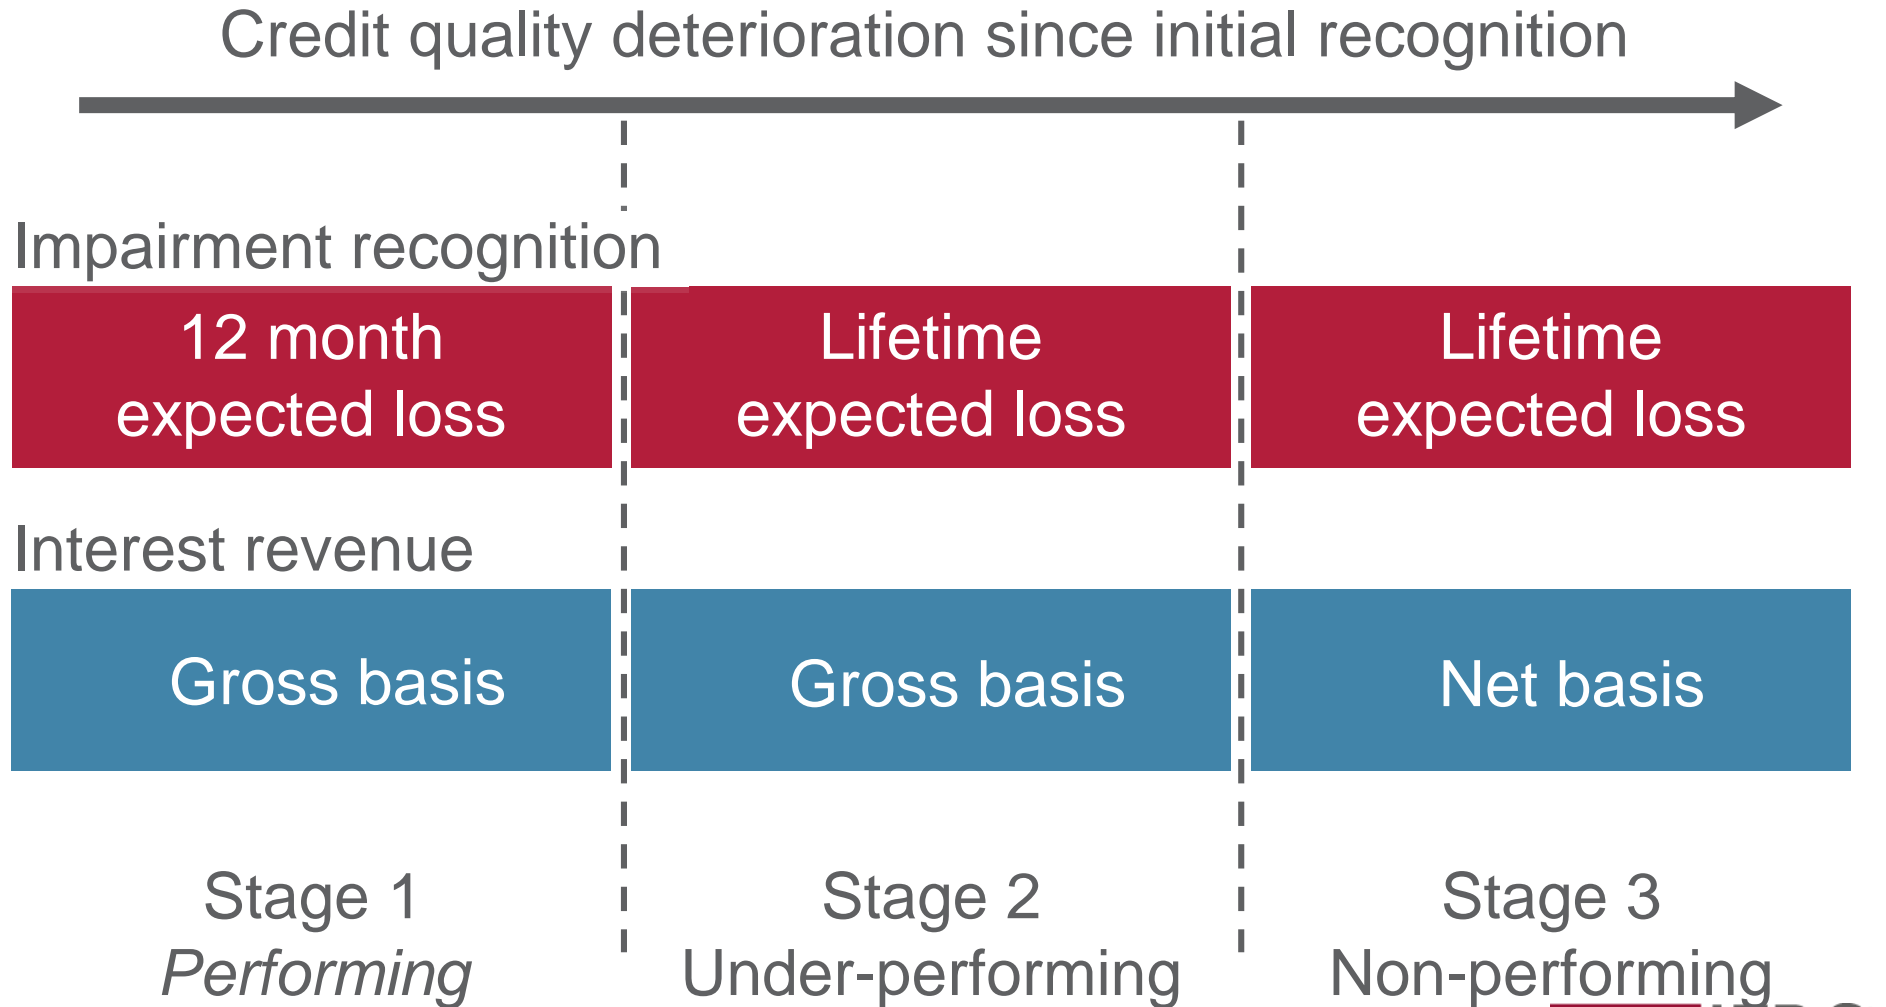 Credit quality deterioration since initial recognition
Impairment recognition
12 month
expected loss
Lifetime
expected loss
Lifetime
expected loss
Interest revenue
Gross basis
Gross basis
Net basis
Stage 1
Performing
Stage 2
Under-performing
Stage 3
Non-performing